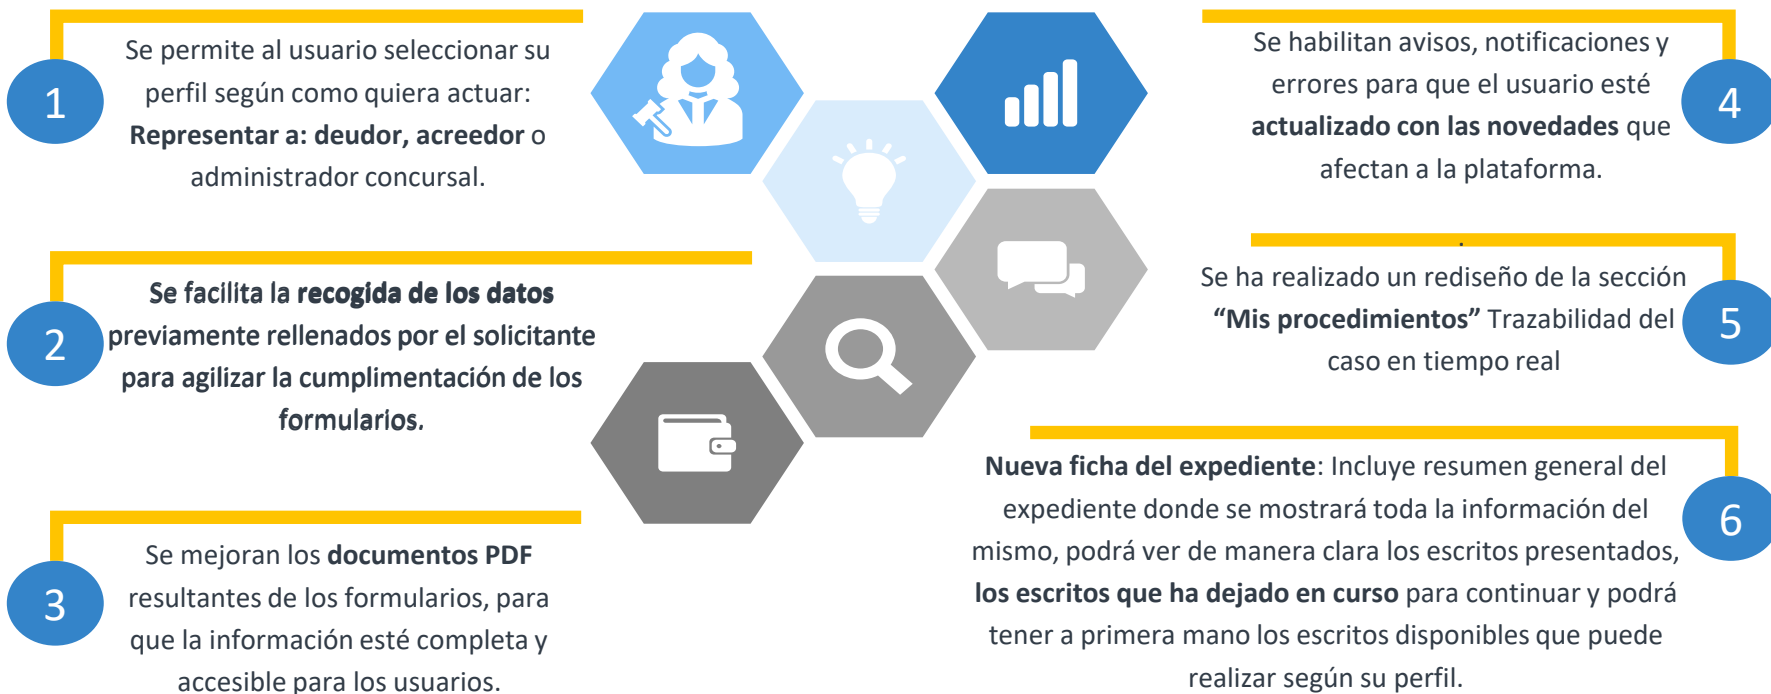 1
Se permite al usuario seleccionar su
perfil según como quiera actuar:
Representar a: deudor, acreedor o
administrador concursal.
2
Se facilita la recogida de los datos
previamente rellenados por el solicitante
para agilizar la cumplimentación de los
formularios.
3
Se mejoran los documentos PDF
resultantes de los formularios, para
que la información esté completa y
accesible para los usuarios.
4
Se habilitan avisos, notificaciones y
errores para que el usuario esté
actualizado con las novedades que
afectan a la plataforma.
.
5
Se ha realizado un rediseño de la sección
“Mis procedimientos” Trazabilidad del
caso en tiempo real
6
Nueva ficha del expediente: Incluye resumen general del
expediente donde se mostrará toda la información del
mismo, podrá ver de manera clara los escritos presentados,
los escritos que ha dejado en curso para continuar y podrá
tener a primera mano los escritos disponibles que puede
realizar según su perfil.